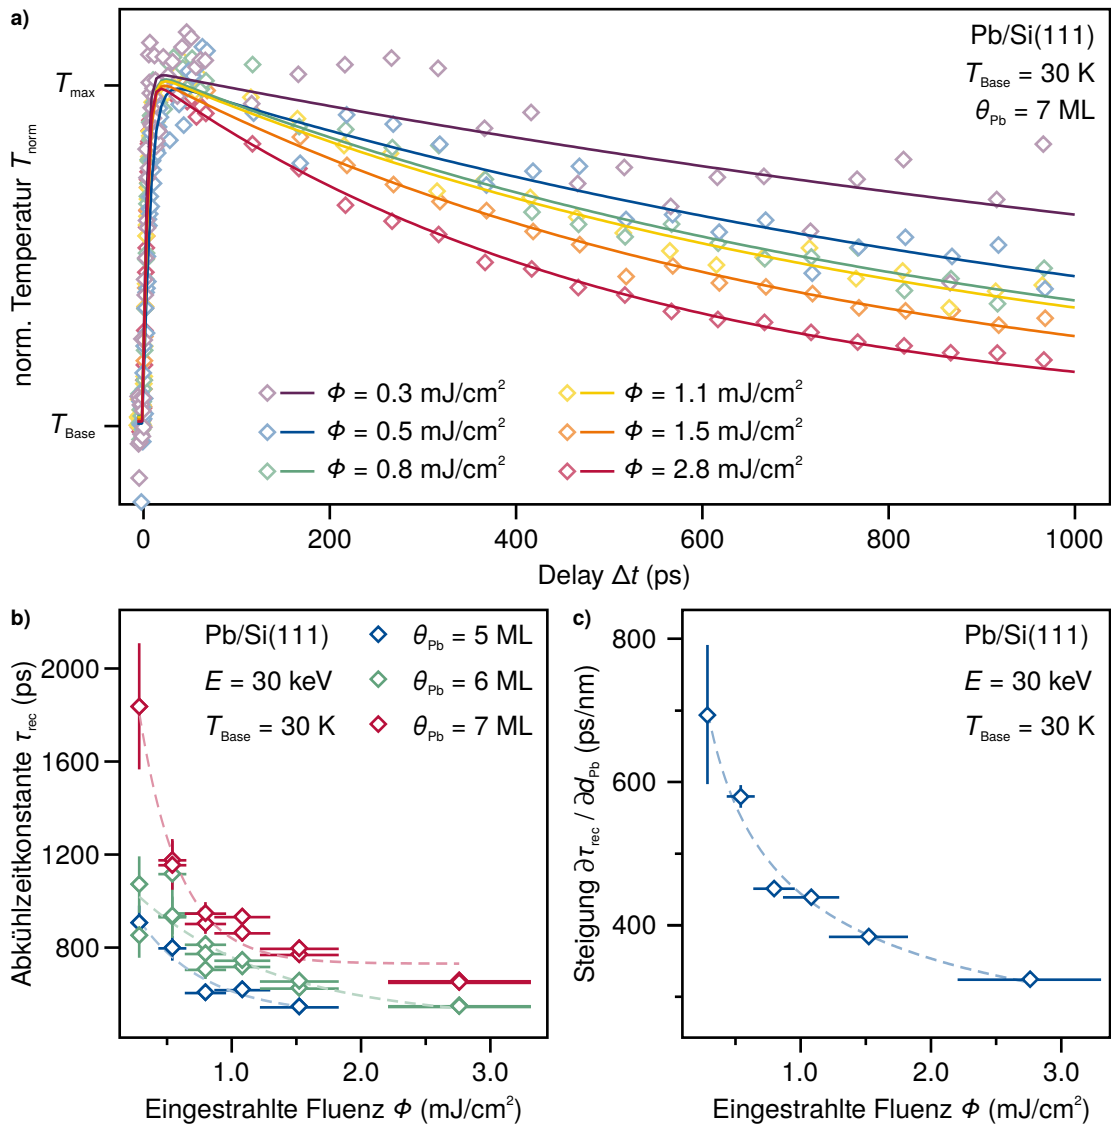 a)
Pb/Si(111)
T_Base = 30 K
θ_Pb = 7 ML
norm. Temperatur T_norm
T_max
T_Base
Φ = 0.3 mJ/cm²
Φ = 0.5 mJ/cm²
Φ = 0.8 mJ/cm²
Φ = 1.1 mJ/cm²
Φ = 1.5 mJ/cm²
Φ = 2.8 mJ/cm²
0 200 400 600 800 1000
Delay Δt (ps)
b)
Pb/Si(111)
E = 30 keV
T_Base = 30 K
θ_Pb = 5 ML
θ_Pb = 6 ML
θ_Pb = 7 ML
Abkühlzeitkonstante τ_rec (ps)
2000
1600
1200
800
1.0 2.0 3.0
Eingestrahlte Fluenz Φ (mJ/cm²)
c)
Pb/Si(111)
E = 30 keV
T_Base = 30 K
Steigung ∂τ_rec / ∂d_Pb (ps/nm)
800
600
400
1.0 2.0 3.0
Eingestrahlte Fluenz Φ (mJ/cm²)